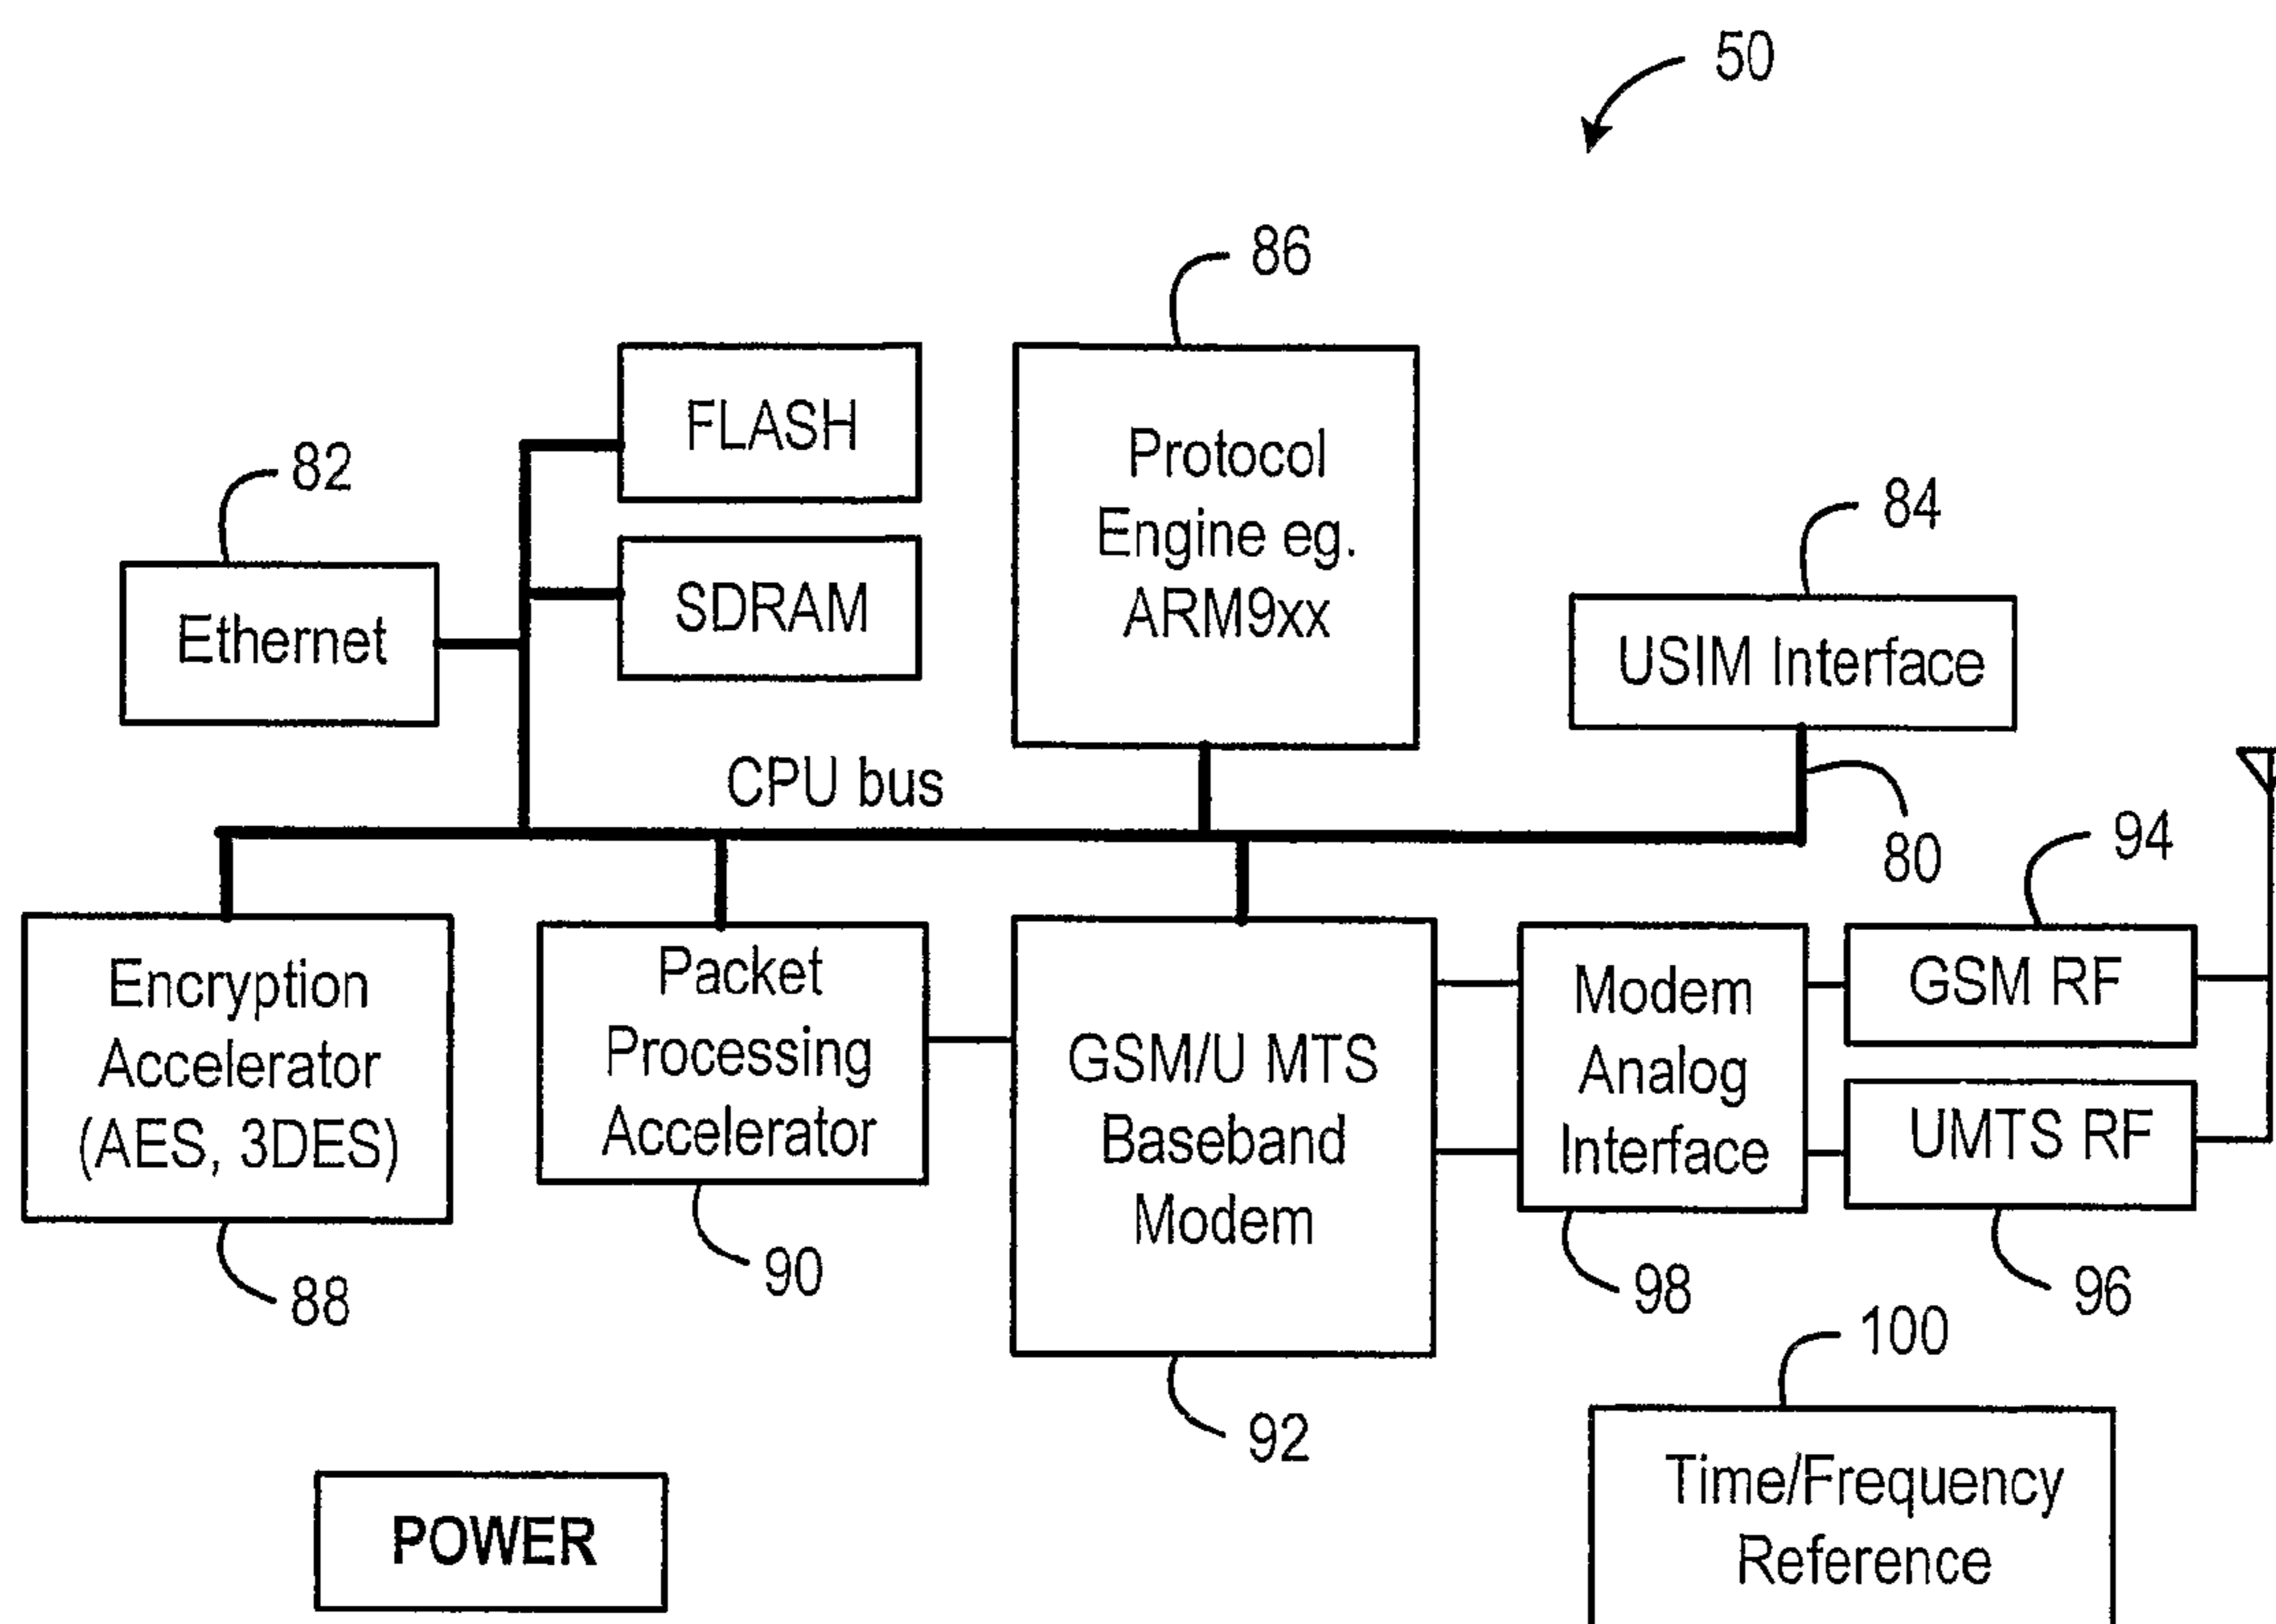 50
86
FLASH
82
Protocol
Engine eg.
ARM9xx
84
SDRAM
Ethernet
USIM Interface
CPU bus
80
94
Encryption
Accelerator
(AES, 3DES)
Packet
Processing
Accelerator
GSM/U MTS
Baseband
Modem
Modem
Analog
Interface
GSM RF
UMTS RF
88
90
92
98
96
100
POWER
Time/Frequency
Reference